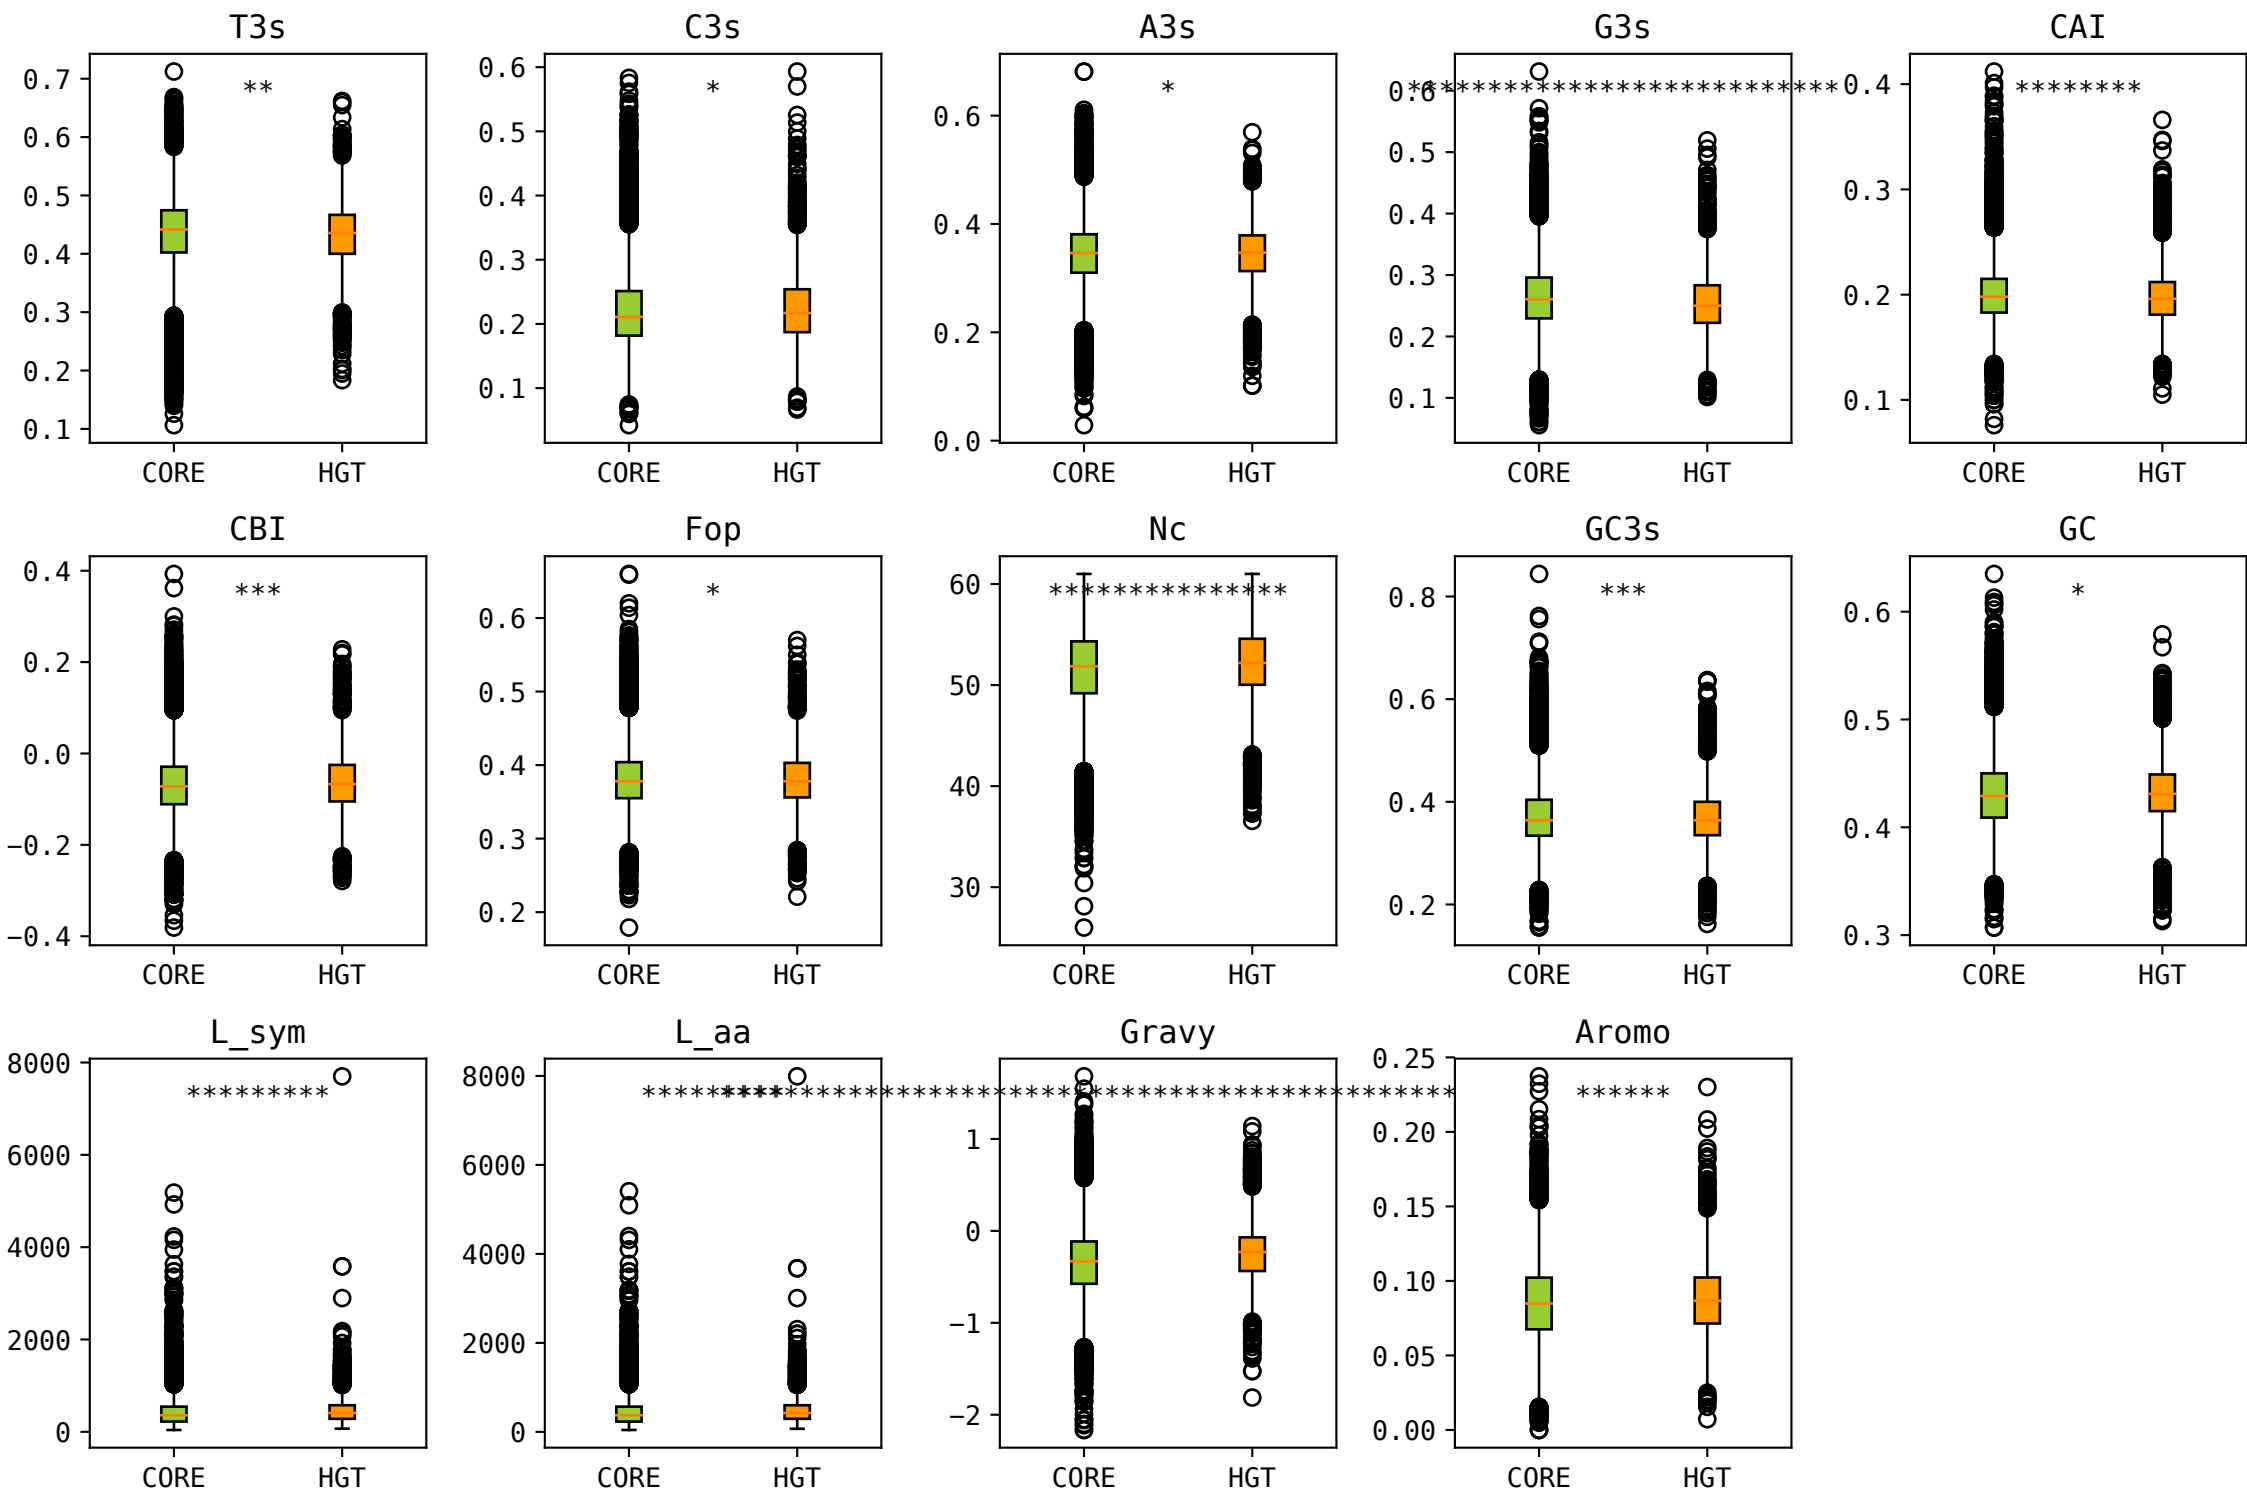 T3s C3s A3s G3s CAI
0.7 0.6 0.5 0.4 0.3 0.2 0.1
**
CORE HGT
0.6 0.5 0.4 0.3 0.2 0.1
*
CORE HGT
0.6 0.4 0.2 0.0
*
CORE HGT
0.6 0.5 0.4 0.3 0.2 0.1
CORE HGT
0.4 0.3 0.2 0.1
********
CORE HGT
CBI Fop Nc GC3s GC
0.4 0.2 0.0 −0.2 −0.4
***
CORE HGT
0.6 0.5 0.4 0.3 0.2
*
CORE HGT
60 50 40 30
***************
CORE HGT
0.8 0.6 0.4 0.2
***
CORE HGT
0.6 0.5 0.4 0.3
*
CORE HGT
L_sym L_aa Gravy Aromo
8000 6000 4000 2000 0
*********
CORE HGT
8000 6000 4000 2000 0
CORE HGT
1 0 −1 −2
CORE HGT
0.25 0.20 0.15 0.10 0.05 0.00
******
CORE HGT